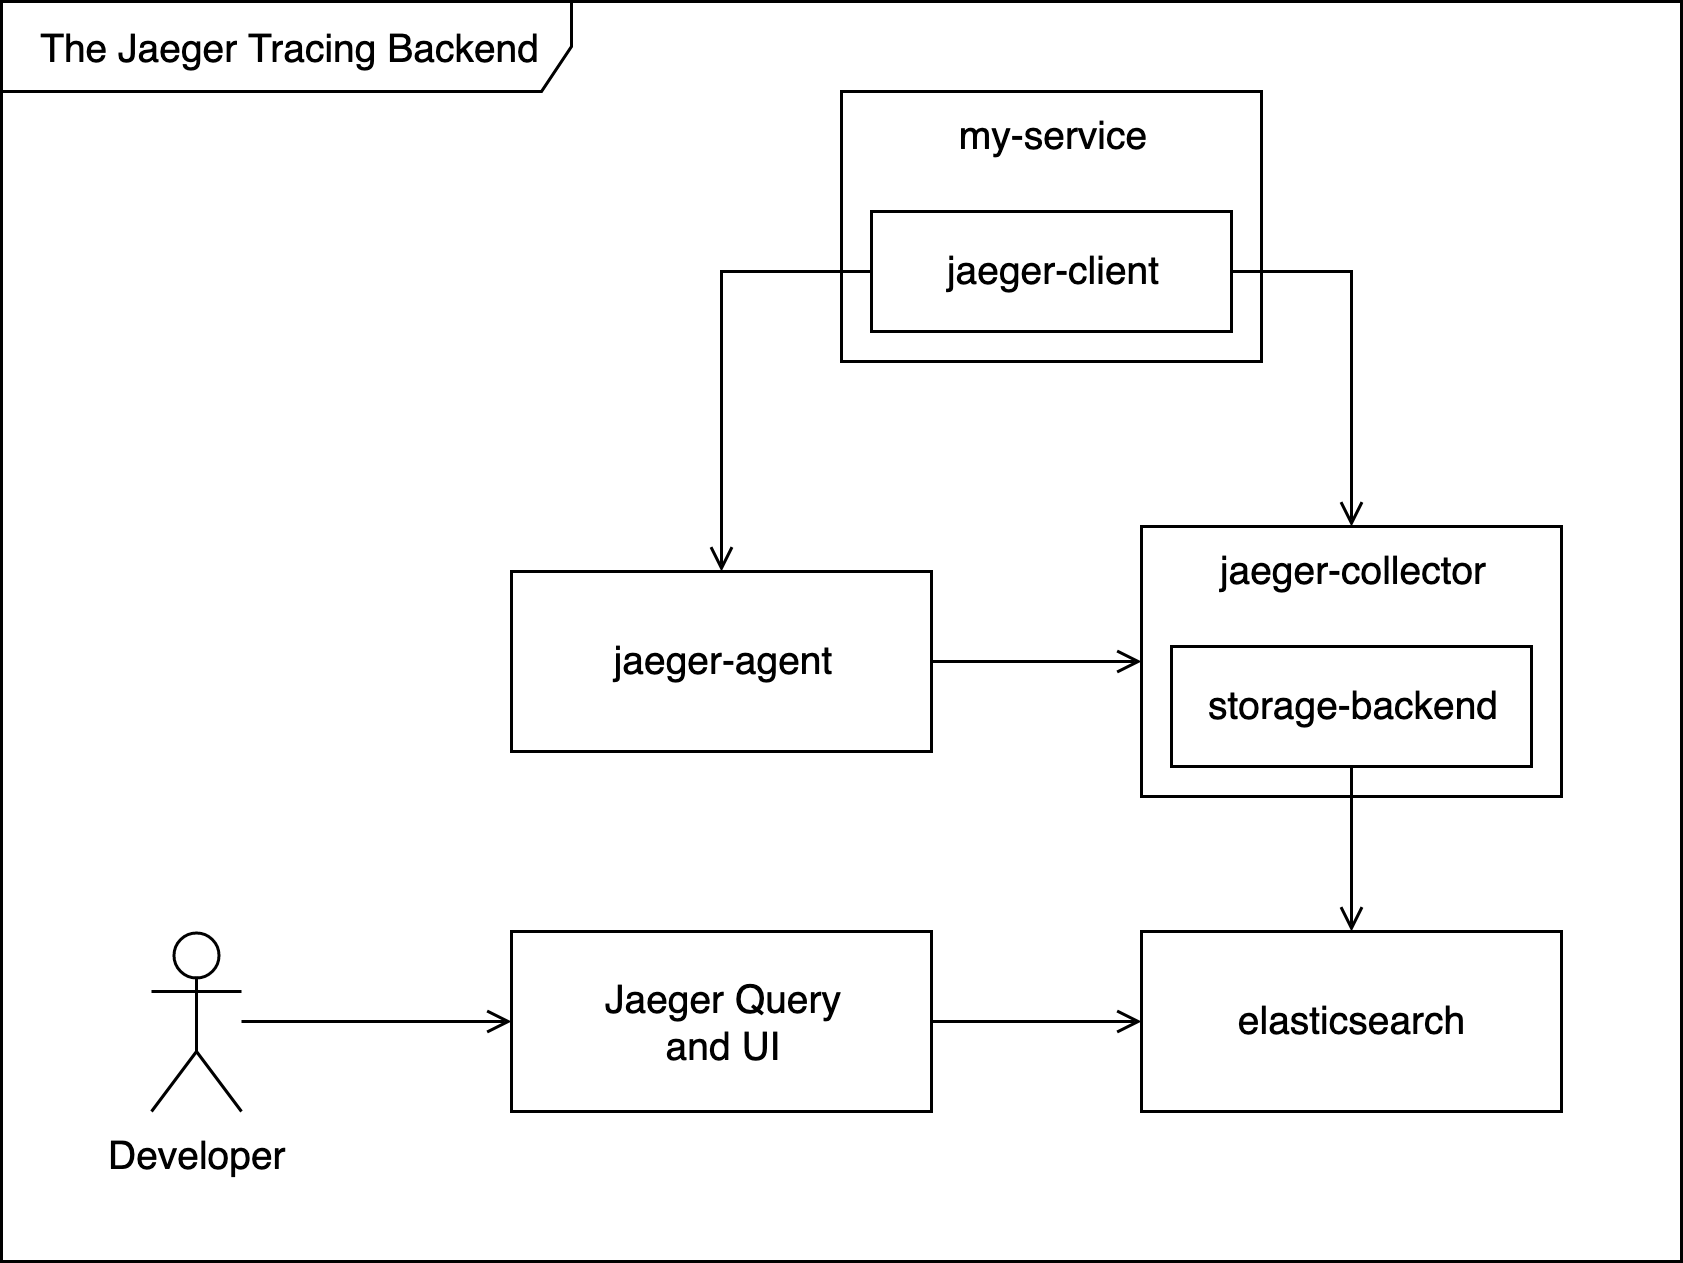 The Jaeger Tracing Backend
my-service
jaeger-client
jaeger-collector
jaeger-agent
storage-backend
Jaeger Query
and UI
elasticsearch
Developer